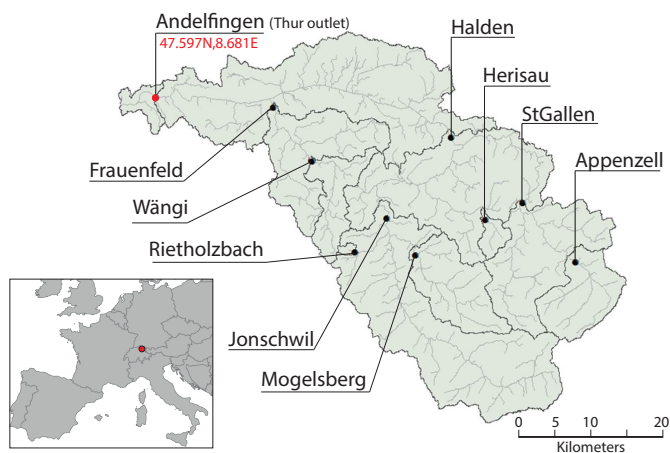 Andelfingen (Thur outlet)
47.597N,8.681E
Halden
Herisau
StGallen
Appenzell
Frauenfeld
Wängi
Rietholzbach
Jonschwil
Mogelsberg
0 5 10 20
Kilometers